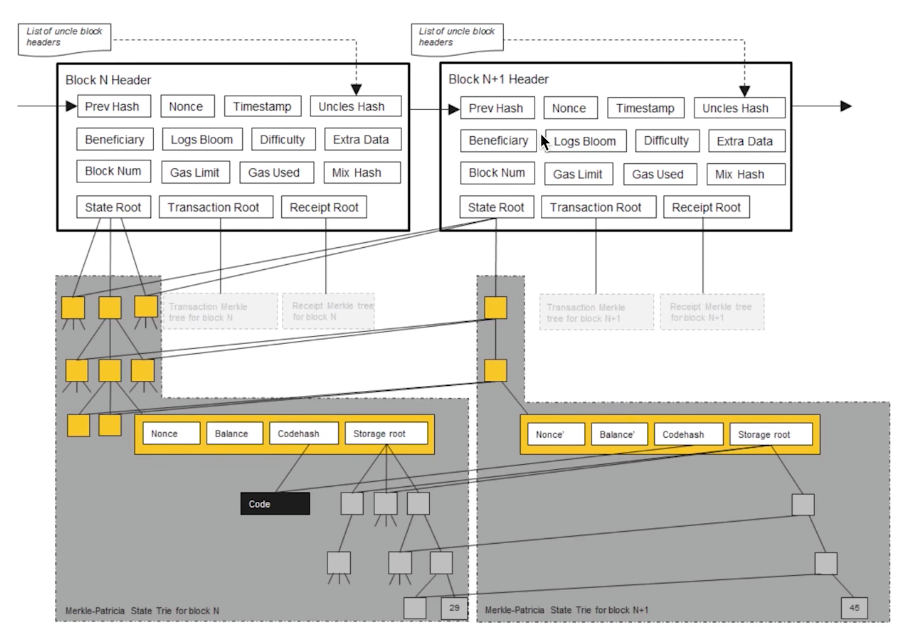 List of uncle block
headers
List of uncle block
headers
Block N Header
Prev Hash
Nonce
Timestamp
Uncles Hash
Beneficiary
Logs Bloom
Difficulty
Extra Data
Block Num
Gas Limit
Gas Used
Mix Hash
State Root
Transaction Root
Receipt Root
Block N+1 Header
Prev Hash
Nonce
Timestamp
Uncles Hash
Beneficiary
Logs Bloom
Difficulty
Extra Data
Block Num
Gas Limit
Gas Used
Mix Hash
State Root
Transaction Root
Receipt Root
Transaction Merkle
tree for block N
Receipt Merkle tree
for block N
Transaction Merkle
tree for block N+1
Receipt Merkle tree
for block N+1
Nonce
Balance
Codehash
Storage root
Nonce'
Balance'
Codehash
Storage root
Code
29
45
Merkle-Patricia State Trie for block N
Merkle-Patricia State Trie for block N+1